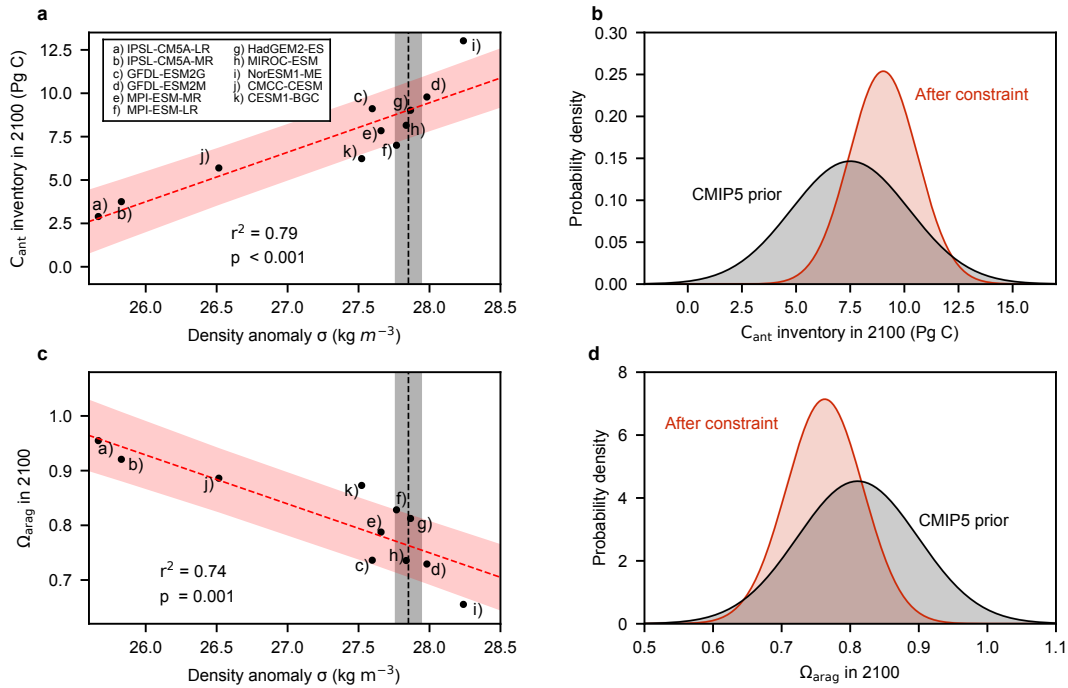 a
C_ant inventory in 2100 (Pg C)
12.5
10.0
7.5
5.0
2.5
0.0
a) IPSL-CM5A-LR
b) IPSL-CM5A-MR
c) GFDL-ESM2G
d) GFDL-ESM2M
e) MPI-ESM-MR
f) MPI-ESM-LR
g) HadGEM2-ES
h) MIROC-ESM
i) NorESM1-ME
j) CMCC-CESM
k) CESM1-BGC
i)
d)
c)
g)
h)
e)
f)
k)
j)
a)
b)
r² = 0.79
p < 0.001
26.0 26.5 27.0 27.5 28.0 28.5
Density anomaly σ (kg m⁻³)
b
Probability density
0.30
0.25
0.20
0.15
0.10
0.05
0.00
After constraint
CMIP5 prior
0.0 2.5 5.0 7.5 10.0 12.5 15.0
C_ant inventory in 2100 (Pg C)
c
Ω_arag in 2100
1.0
0.9
0.8
0.7
a)
b)
j)
k)
f)
e)
g)
c)
h)
d)
i)
r² = 0.74
p = 0.001
26.0 26.5 27.0 27.5 28.0 28.5
Density anomaly σ (kg m⁻³)
d
Probability density
8
6
4
2
0
After constraint
CMIP5 prior
0.5 0.6 0.7 0.8 0.9 1.0 1.1
Ω_arag in 2100